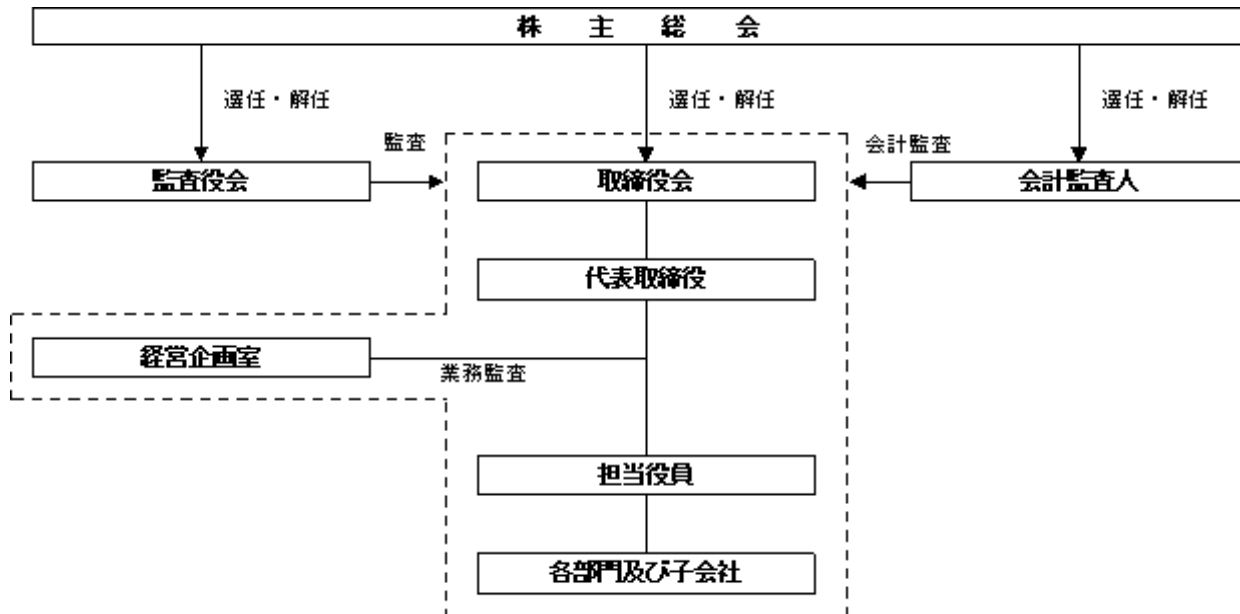 株主総会
選任・解任
選任・解任
選任・解任
監査
会計監査
監査役会
取締役会
会計監査人
代表取締役
経営企画室
業務監査
担当役員
各部門及び子会社